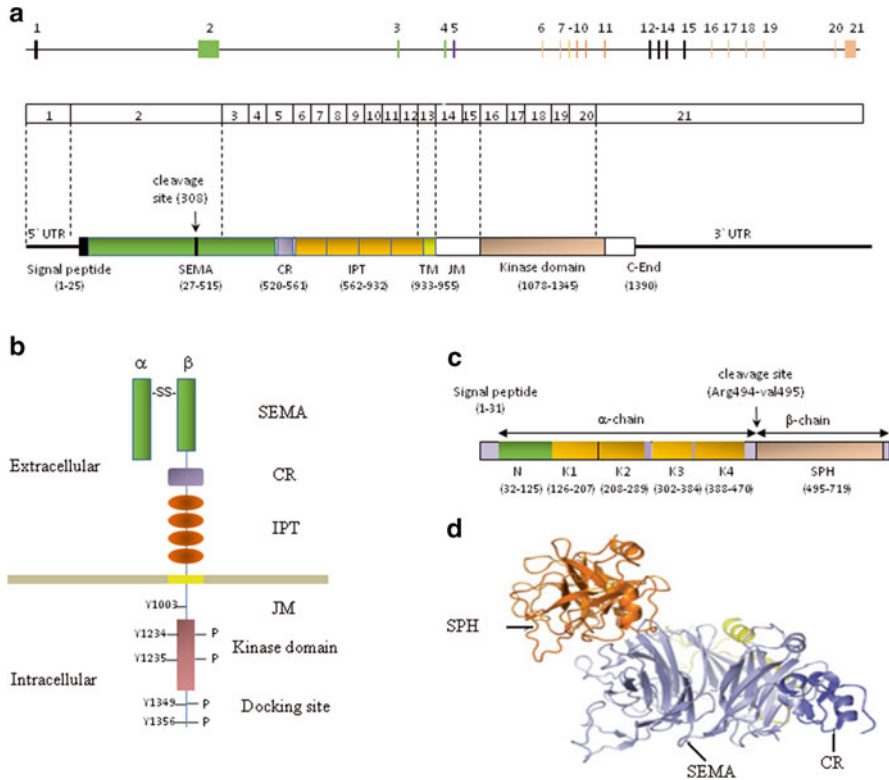 a
1 2 3 4 5 6 7 -10 11 12-14 15 16 17 18 19 20 21
1 2 3 4 5 6 7 8 9 10 11 12 13 14 15 16 17 18 19 20 21
cleavage
site (308)
5` UTR 3` UTR
Signal peptide SEMA CR IPT TM JM Kinase domain C-End
(1-25) (27-515) (520-561) (562-932) (933-955) (1078-1345) (1390)
b
α β
-SS-
SEMA
Extracellular
CR
IPT
JM
Y1003
Y1234 P
Kinase domain
Y1235 P
Intracellular
Y1349 P
Docking site
Y1356 P
c
cleavage site
(Arg494-val495)
Signal peptide
(1-31)
α-chain β-chain
N K1 K2 K3 K4 SPH
(32-125) (126-207) (208-289) (302-384) (388-470) (495-719)
d
SPH
CR
SEMA